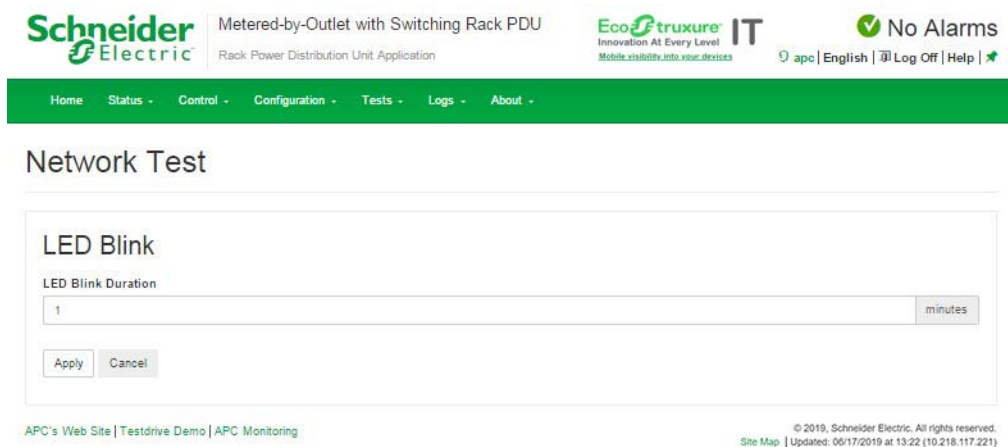 Schneider Electric
Metered-by-Outlet with Switching Rack PDU
Rack Power Distribution Unit Application
EcoStruxure IT
Innovation At Every Level
Mobile visibility into your devices
No Alarms
apc | English | Log Off | Help |
Home Status Control Configuration Tests Logs About
Network Test
LED Blink
LED Blink Duration
1 minutes
Apply Cancel
APC's Web Site | Testdrive Demo | APC Monitoring
© 2019, Schneider Electric. All rights reserved.
Site Map | Updated: 06/17/2019 at 13:22 (10.218.117.221)